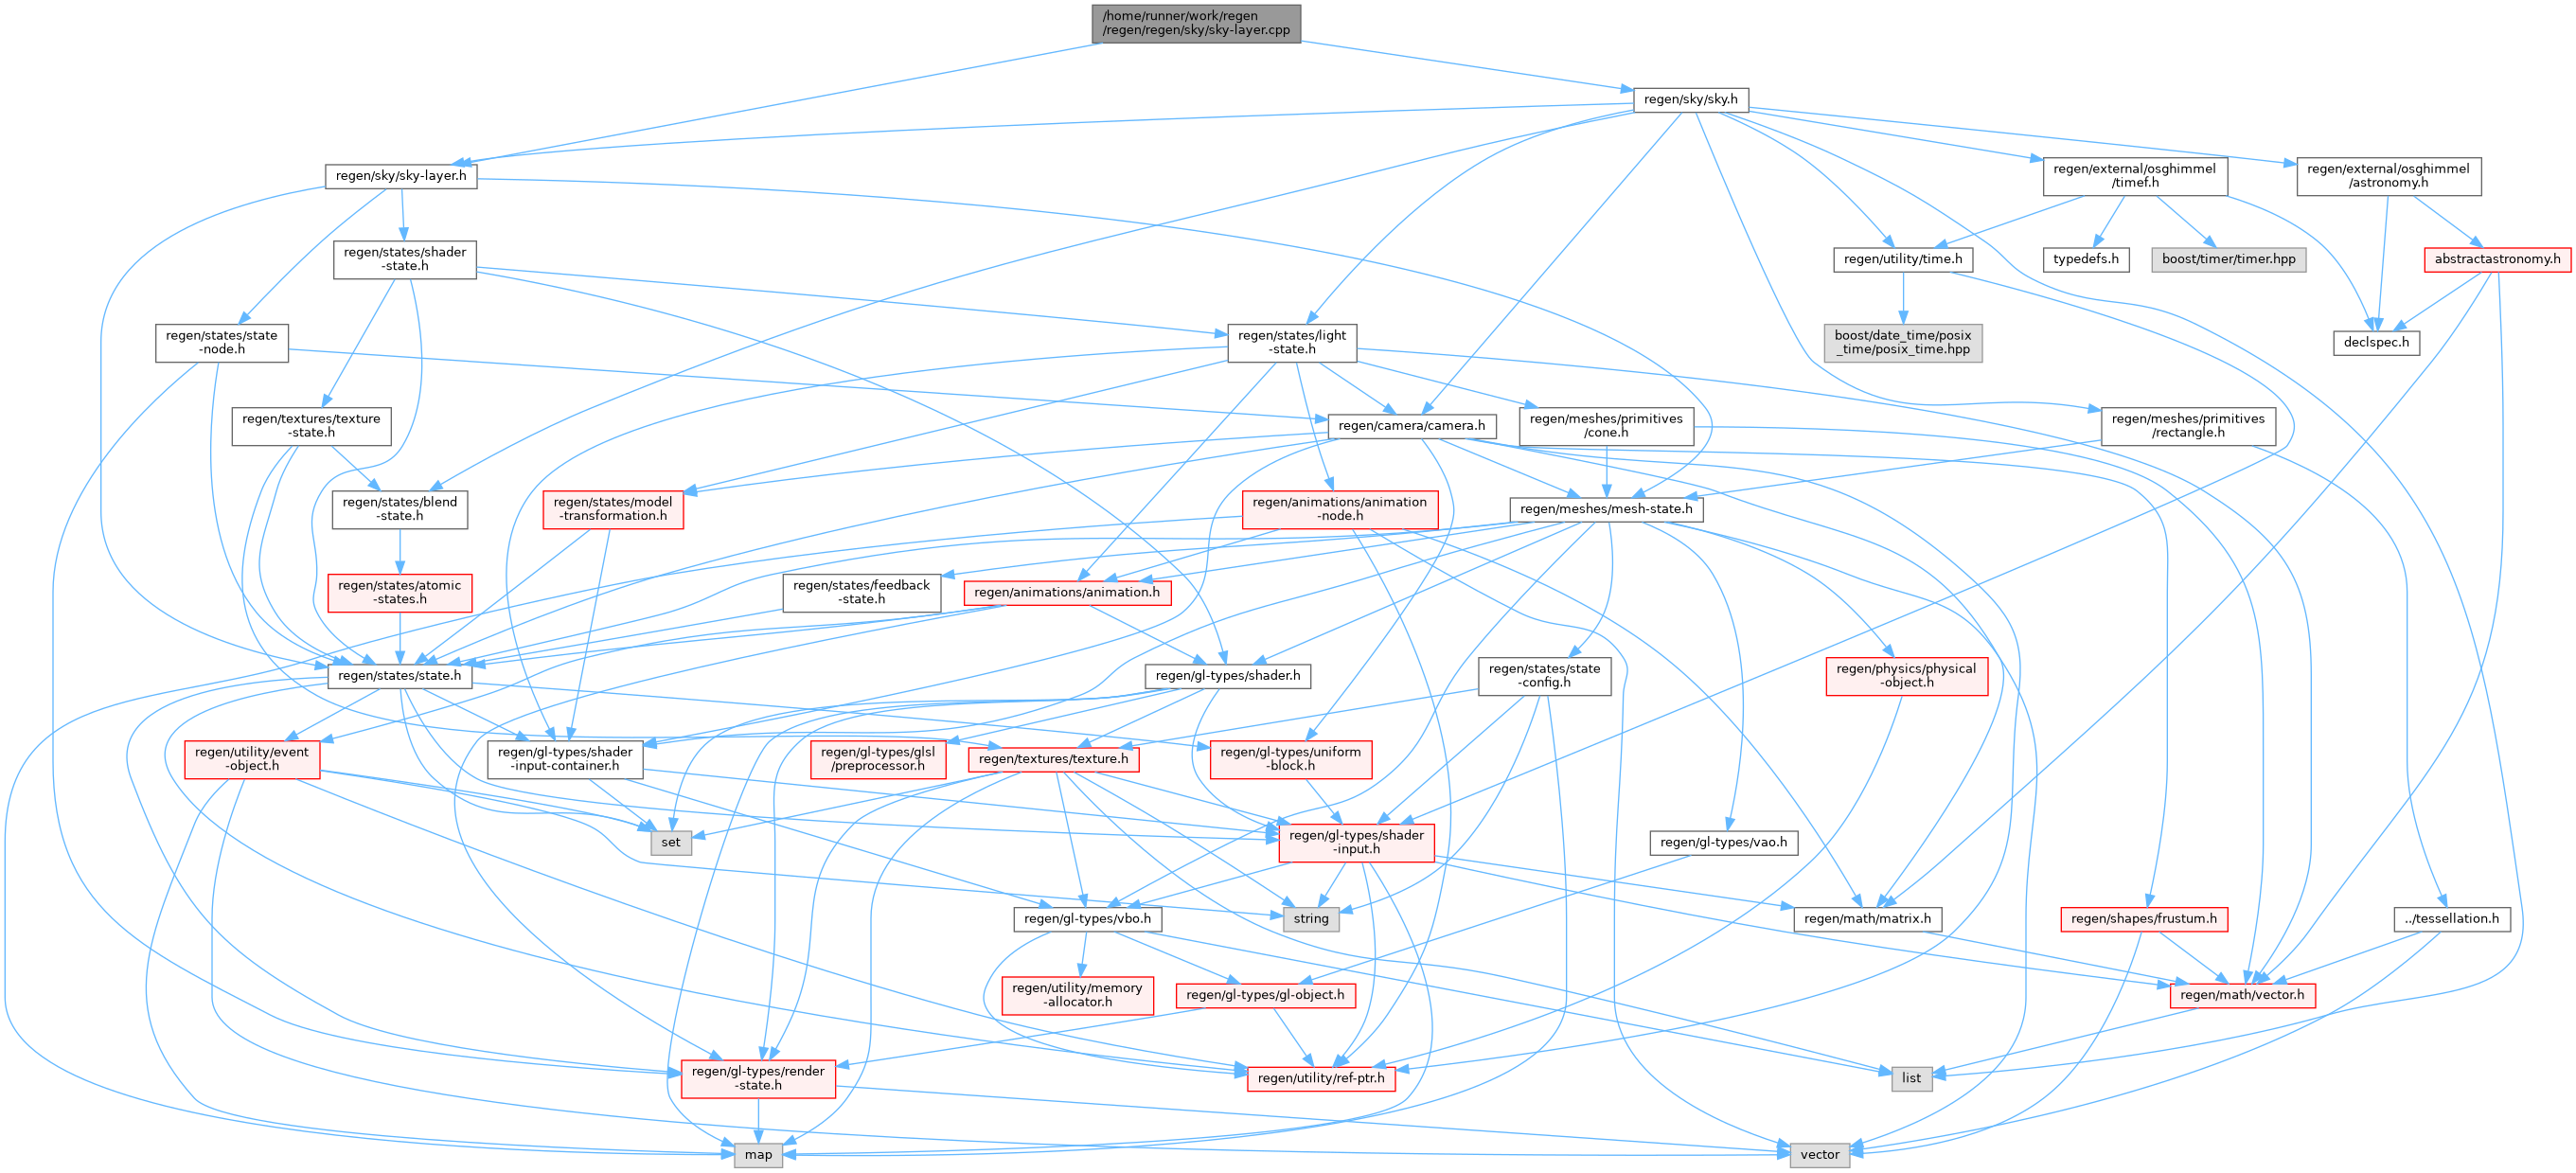 /home/runner/work/regen
/regen/regen/sky/sky-layer.cpp
regen/sky/sky.h
regen/sky/sky-layer.h
regen/external/osghimmel
/timef.h
regen/external/osghimmel
/astronomy.h
regen/states/shader
-state.h
regen/utility/time.h
typedefs.h
boost/timer/timer.hpp
abstractastronomy.h
regen/states/state
-node.h
regen/states/light
-state.h
boost/date_time/posix
_time/posix_time.hpp
declspec.h
regen/textures/texture
-state.h
regen/camera/camera.h
regen/meshes/primitives
/cone.h
regen/meshes/primitives
/rectangle.h
regen/states/blend
-state.h
regen/states/model
-transformation.h
regen/animations/animation
-node.h
regen/meshes/mesh-state.h
regen/states/atomic
-states.h
regen/states/feedback
-state.h
regen/animations/animation.h
regen/states/state.h
regen/gl-types/shader.h
regen/states/state
-config.h
regen/physics/physical
-object.h
regen/utility/event
-object.h
regen/gl-types/shader
-input-container.h
regen/gl-types/glsl
/preprocessor.h
regen/textures/texture.h
regen/gl-types/uniform
-block.h
set
regen/gl-types/shader
-input.h
regen/gl-types/vao.h
regen/gl-types/vbo.h
string
regen/math/matrix.h
regen/shapes/frustum.h
../tessellation.h
regen/utility/memory
-allocator.h
regen/gl-types/gl-object.h
regen/math/vector.h
regen/gl-types/render
-state.h
regen/utility/ref-ptr.h
list
map
vector